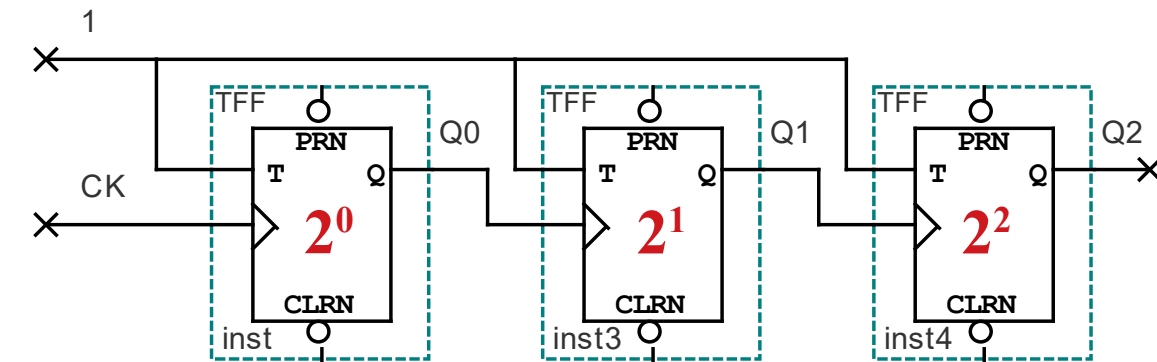 1
TFF
TFF
TFF
PRN
Q0
PRN
Q1
PRN
Q2
T
Q
T
Q
T
Q
CK
2⁰
2¹
2²
CLRN
CLRN
CLRN
inst
inst3
inst4